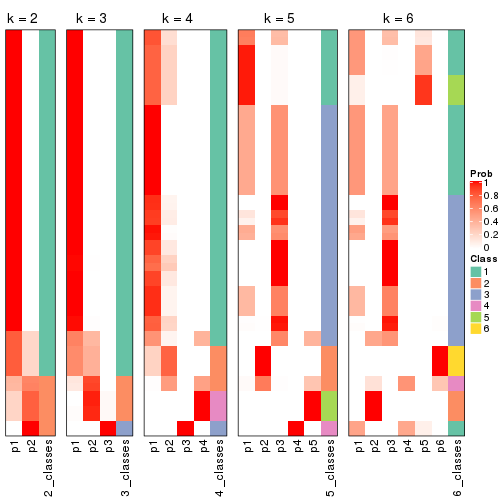 k = 2
k = 3
k = 4
k = 5
k = 6
Prob
1
0.8
0.6
0.4
0.2
0
Class
1
2
3
4
5
6
p1
p2
2_classes
p1
p2
p3
3_classes
p1
p2
p3
p4
4_classes
p1
p2
p3
p4
p5
5_classes
p1
p2
p3
p4
p5
p6
6_classes